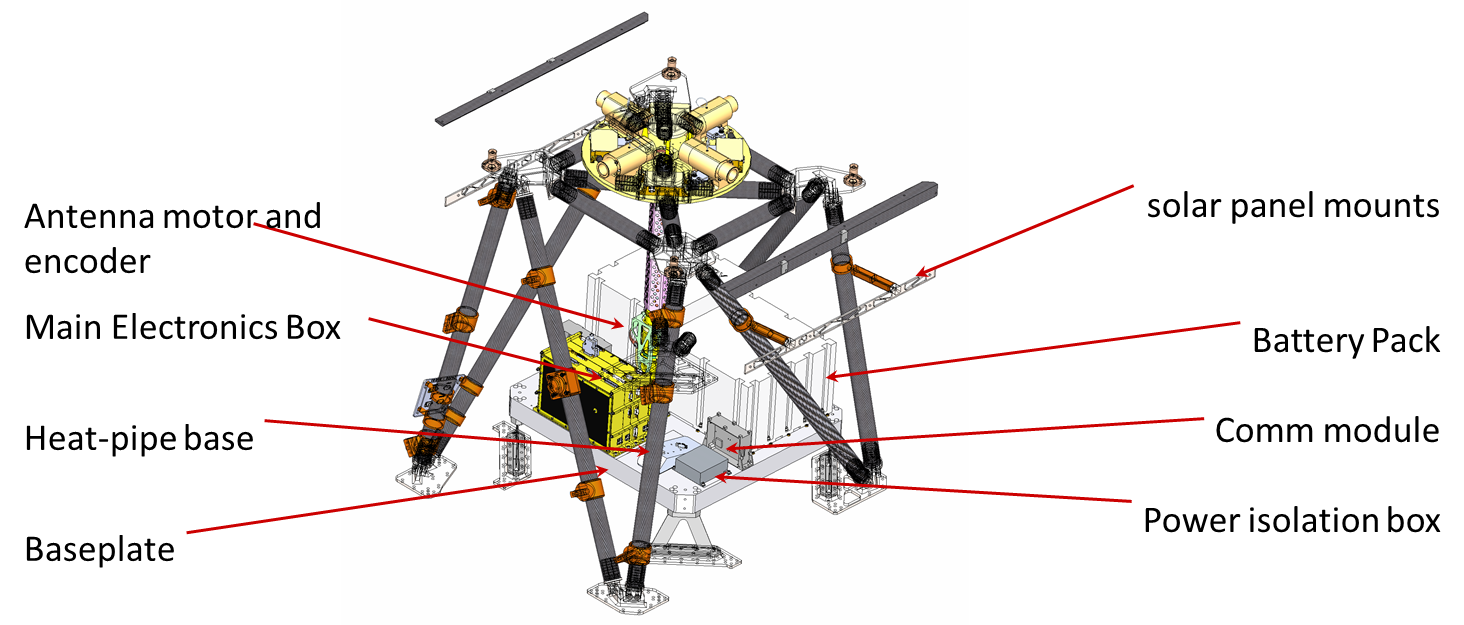 Antenna motor and
encoder
Main Electronics Box
Heat-pipe base
Baseplate
solar panel mounts
Battery Pack
Comm module
Power isolation box